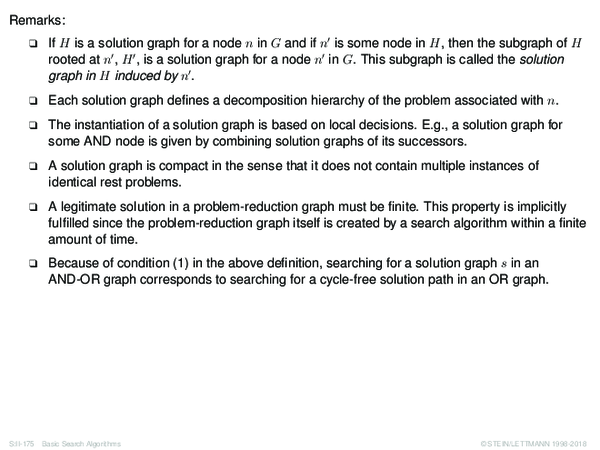 Remarks:
❑ If H is a solution graph for a node n in G and if n′ is some node in H, then the subgraph of H
rooted at n′, H′, is a solution graph for a node n′ in G. This subgraph is called the solution
graph in H induced by n′.
❑ Each solution graph defines a decomposition hierarchy of the problem associated with n.
❑ The instantiation of a solution graph is based on local decisions. E.g., a solution graph for
some AND node is given by combining solution graphs of its successors.
❑ A solution graph is compact in the sense that it does not contain multiple instances of
identical rest problems.
❑ A legitimate solution in a problem-reduction graph must be finite. This property is implicitly
fulfilled since the problem-reduction graph itself is created by a search algorithm within a finite
amount of time.
❑ Because of condition (1) in the above definition, searching for a solution graph s in an
AND-OR graph corresponds to searching for a cycle-free solution path in an OR graph.
S:II-175 Basic Search Algorithms © STEIN/LETTMANN 1998-2018